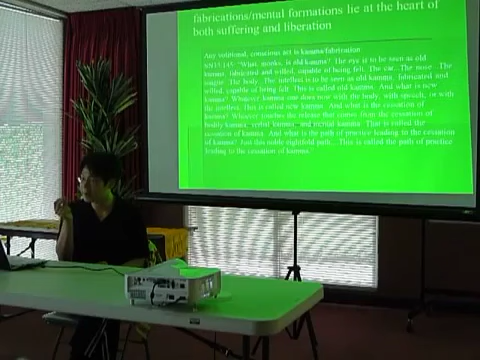 fabrications/mental formations lie at the heart of
both suffering and liberation
Any volitional, conscious act is kamma/fabrication
"What, monks, is old kamma? The eye is to be seen as old
kamma, fabricated and willed, capable of being felt. The ear...The nose...The
tongue...The body...The intellect is to be seen as old kamma, fabricated and
willed, capable of being felt. This is called old kamma. And what is new
kamma? Whatever kamma one does now with the body, with speech, or with
the intellect. This is called new kamma. And what is the cessation of
kamma? Whoever touches the release that comes from the cessation of
bodily kamma, verbal kamma, and mental kamma. That is called the
cessation of kamma. And what is the path of practice leading to the cessation
of kamma? Just this noble eightfold path...This is called the path of practice
leading to the cessation of kamma."